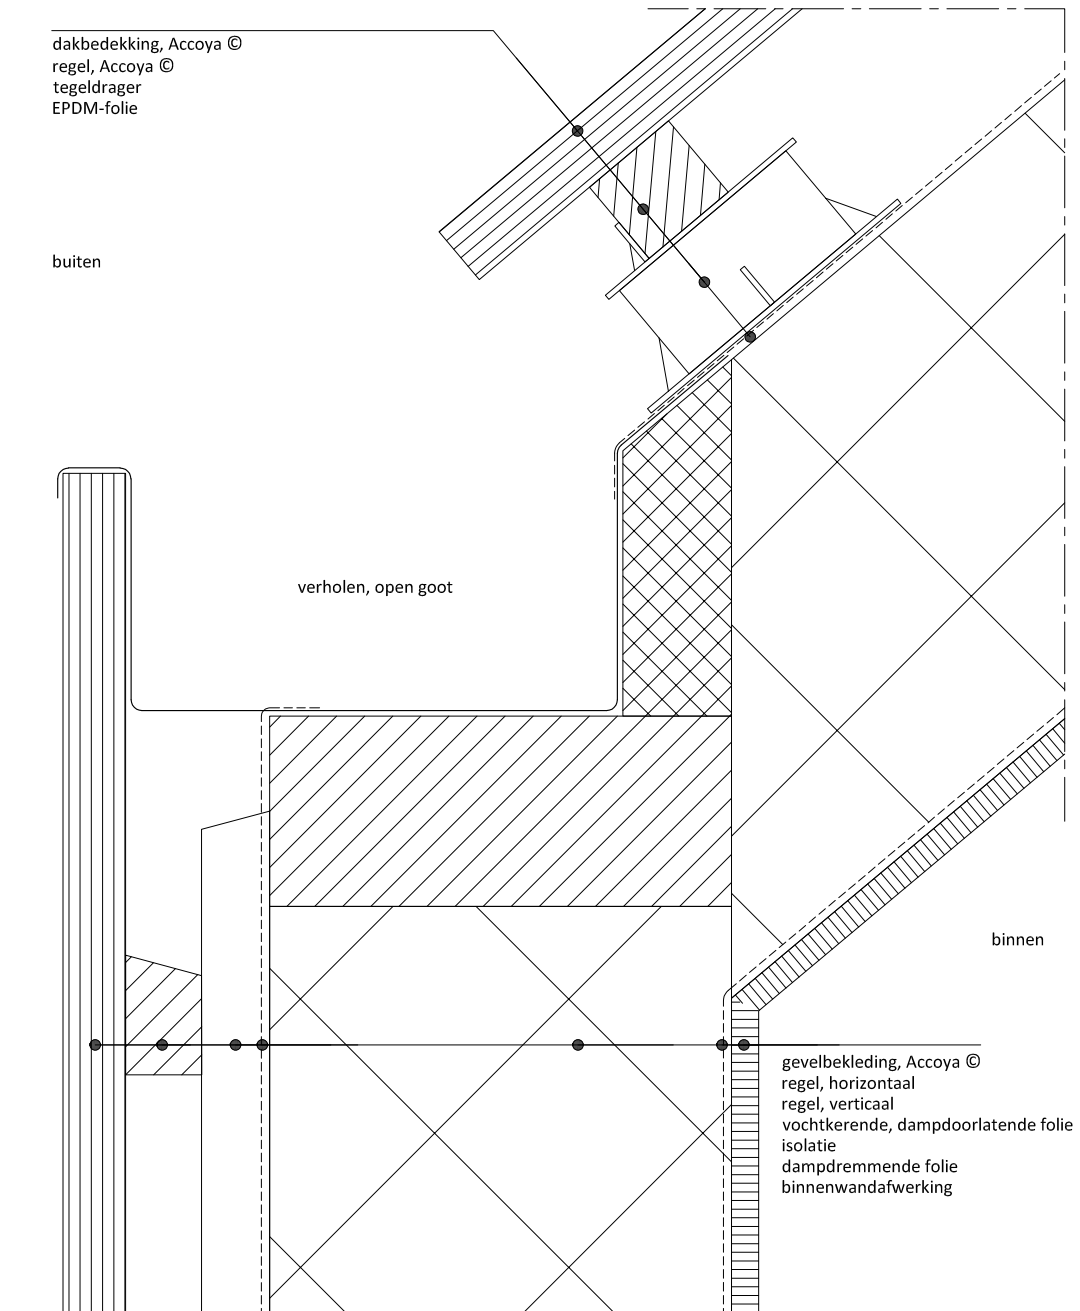 dakbedekking, Accoya ©
regel, Accoya ©
tegeldrager
EPDM-folie
buiten
verholen, open goot
binnen
gevelbekleding, Accoya ©
regel, horizontaal
regel, verticaal
vochtkerende, dampdoorlatende folie
isolatie
dampdremmende folie
binnenwandafwerking